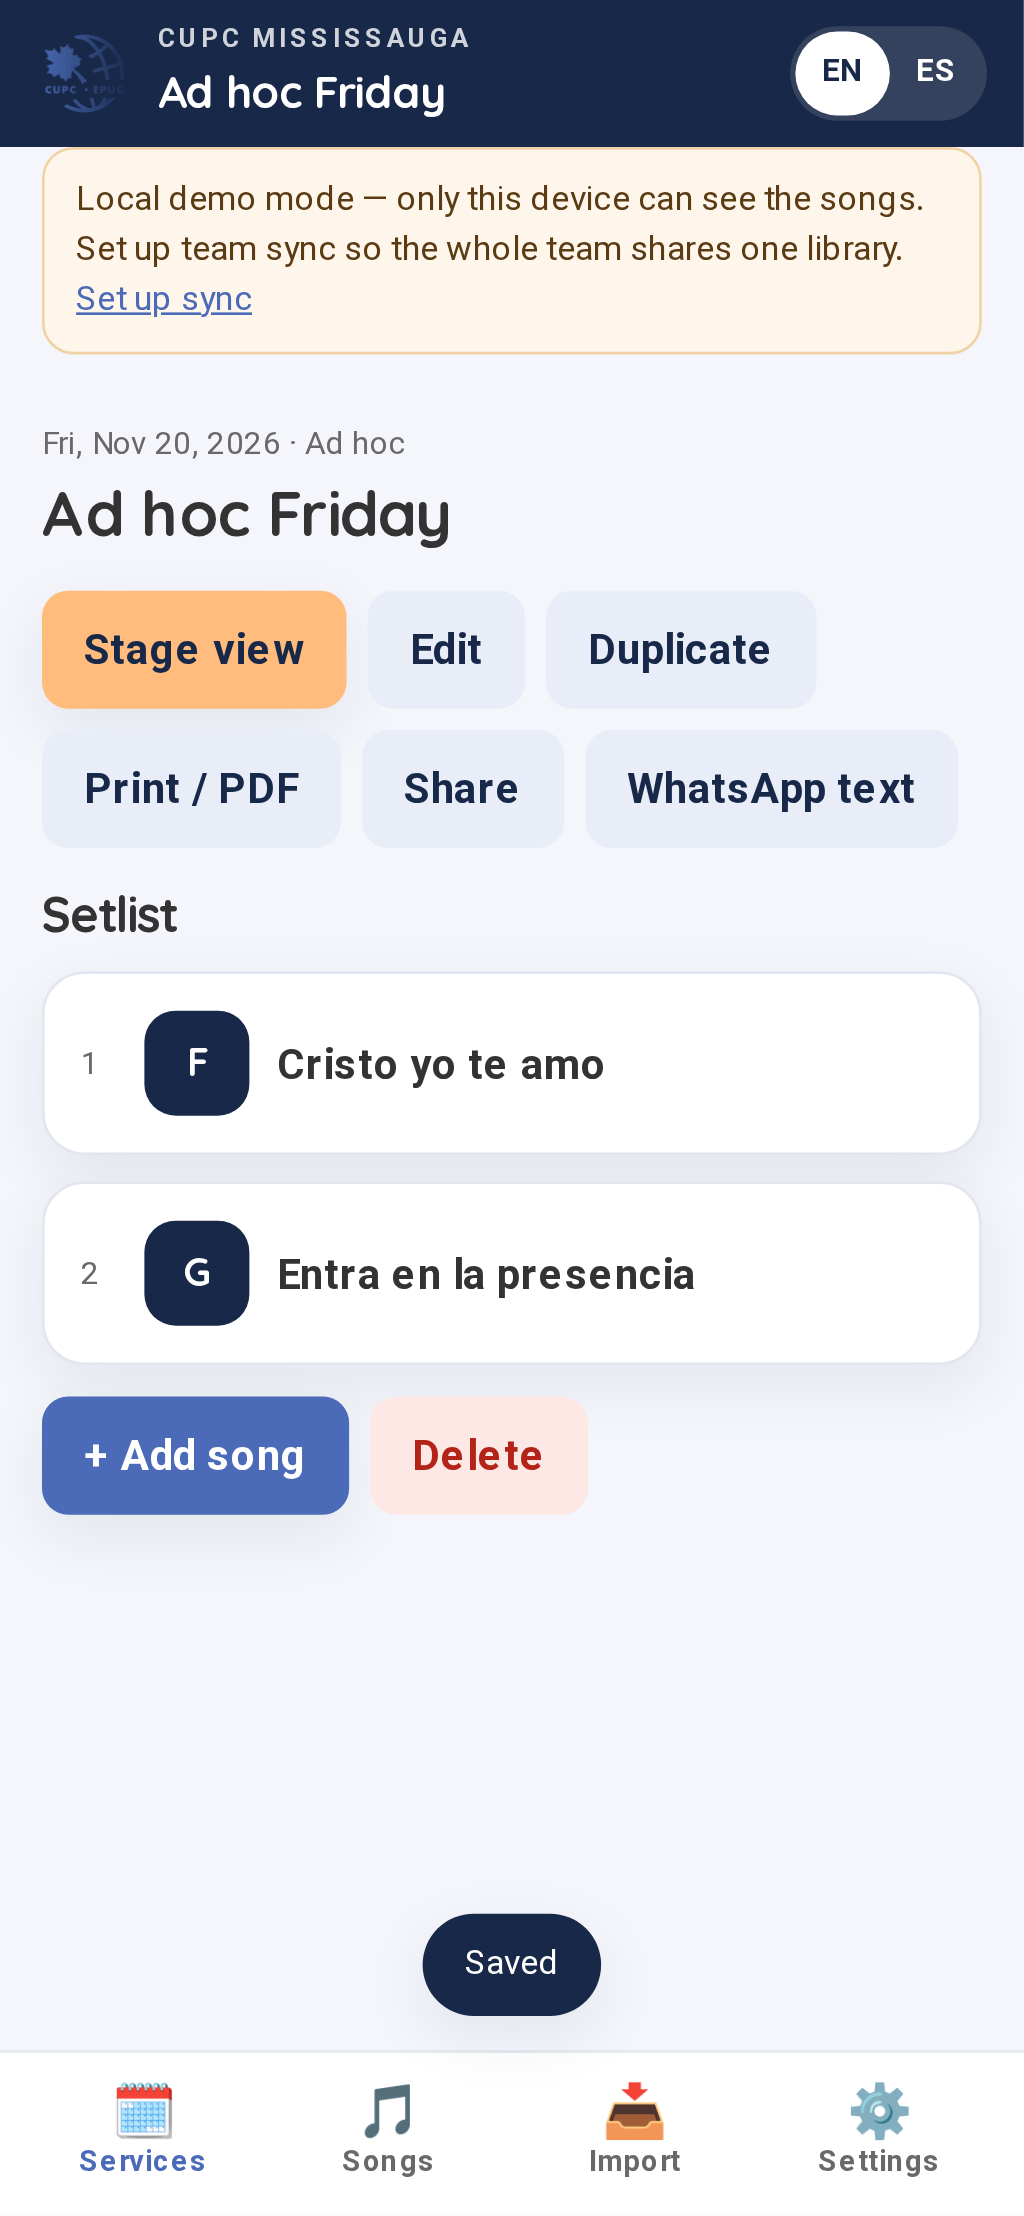 CUPC • EPUC
CUPC MISSISSAUGA
Ad hoc Friday
EN
ES
Local demo mode — only this device can see the songs.
Set up team sync so the whole team shares one library.
Set up sync
Fri, Nov 20, 2026 · Ad hoc
Ad hoc Friday
Stage view
Edit
Duplicate
Print / PDF
Share
WhatsApp text
Setlist
1
F
Cristo yo te amo
2
G
Entra en la presencia
+ Add song
Delete
Saved
Services
Songs
Import
Settings